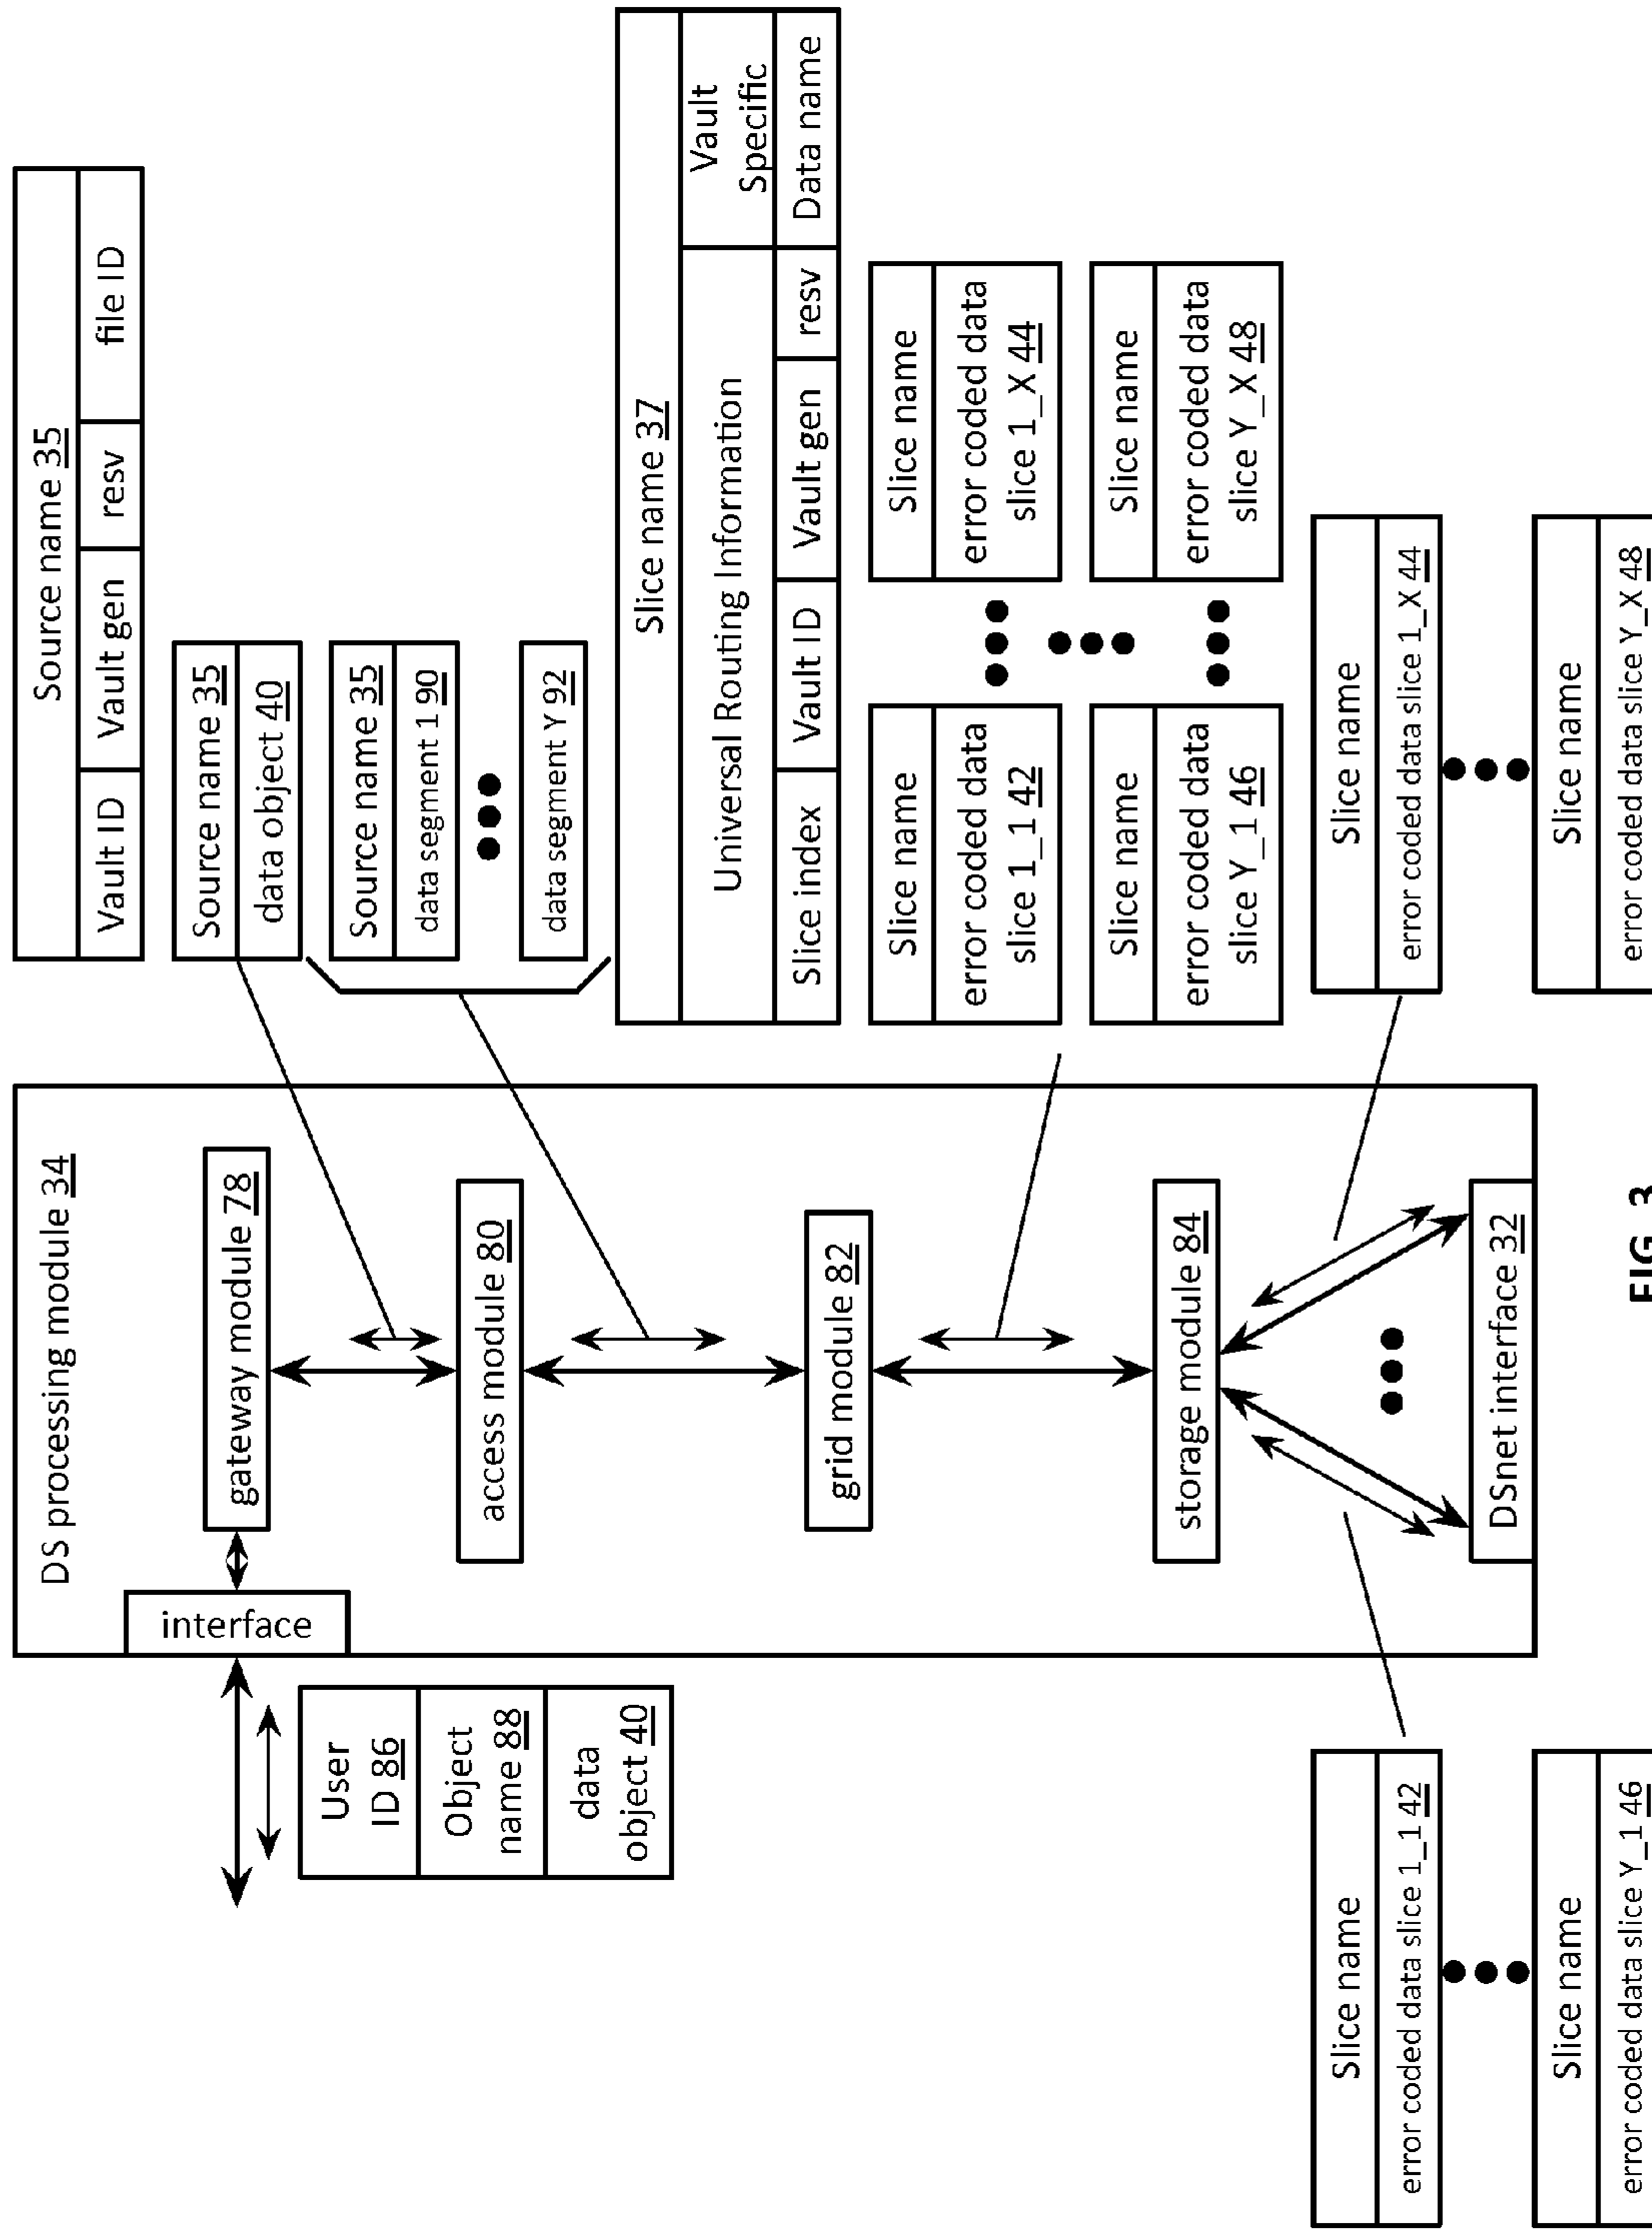 DS processing module 34
interface
gateway module 78
access module 80
grid module 82
storage module 84
DSnet interface 32
User
ID 86
Object
name 88
data
object 40
Source name 35
Vault ID
Vault gen
resv
file ID
Source name 35
data object 40
Source name 35
data segment 1 90
data segment Y 92
Slice name 37
Universal Routing Information
Vault
Specific
Slice index
Vault ID
Vault gen
resv
Data name
Slice name
error coded data
slice 1_1 42
Slice name
error coded data
slice 1_X 44
Slice name
error coded data
slice Y_1 46
Slice name
error coded data
slice Y_X 48
Slice name
error coded data slice 1_1 42
Slice name
error coded data slice Y_1 46
Slice name
error coded data slice 1_X 44
Slice name
error coded data slice Y_X 48
FIG. 3